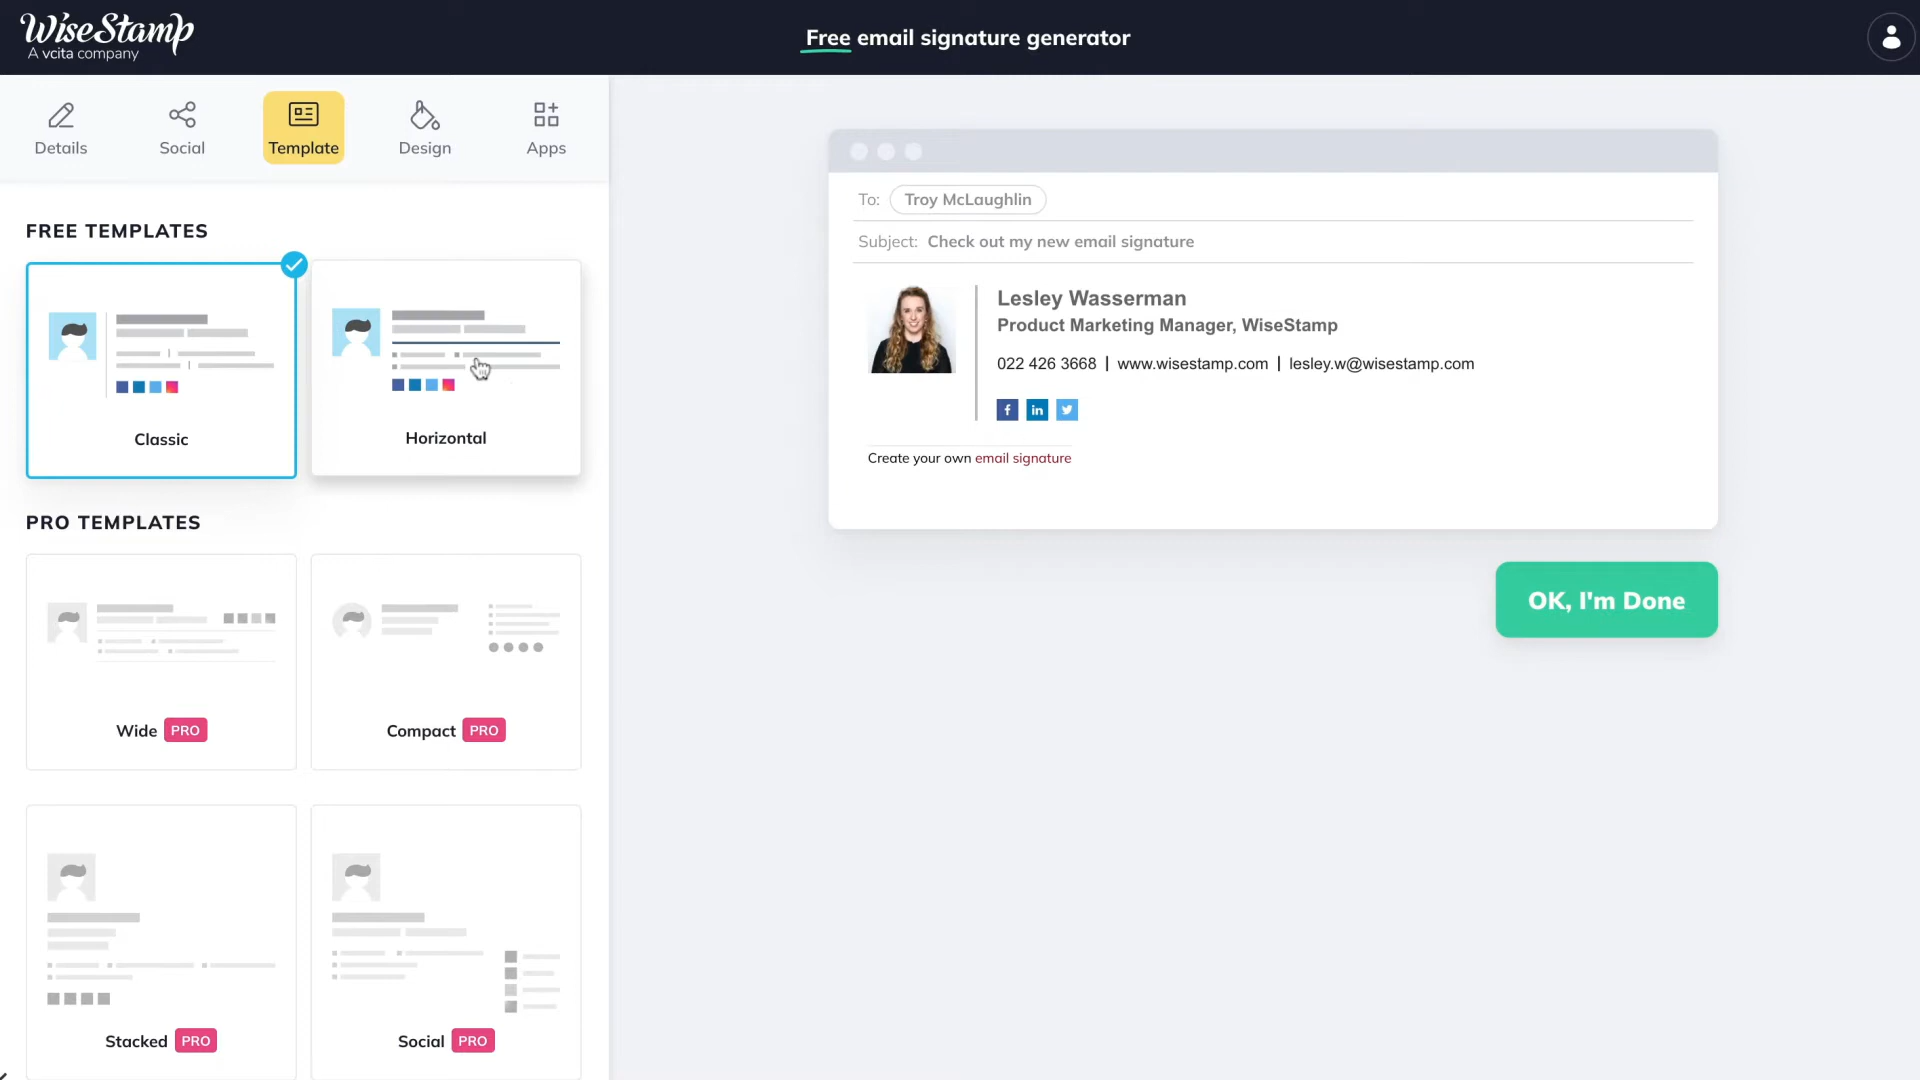 WiseStamp
A vcita company
Free email signature generator
Details
Social
Template
Design
Apps
FREE TEMPLATES
Classic
Horizontal
PRO TEMPLATES
Wide PRO
Compact PRO
Stacked PRO
Social PRO
To: Troy McLaughlin
Subject: Check out my new email signature
Lesley Wasserman
Product Marketing Manager, WiseStamp
022 426 3668 | www.wisestamp.com | lesley.w@wisestamp.com
f in
Create your own email signature
OK, I'm Done